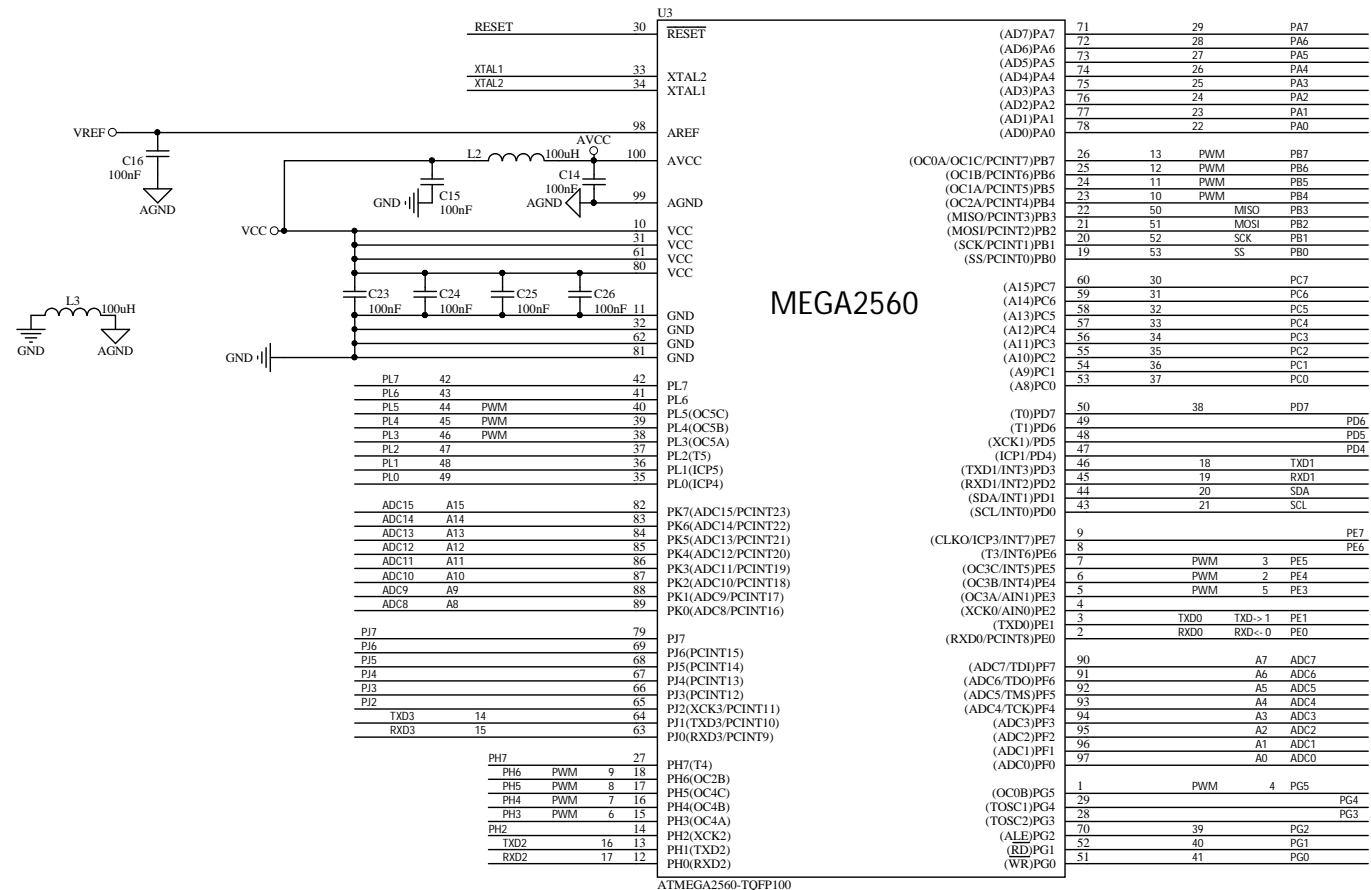 U3
RESET 30 RESET
XTAL1 33 XTAL2
XTAL2 34 XTAL1
VREF 98 AREF
C16
100nF
AGND
AVCC
L2 100uH 100 AVCC
C15
100nF
GND
C14
100nF
AGND 99 AGND
VCC 10 VCC
31 VCC
61 VCC
80 VCC
C23
100nF
C24
100nF
C25
100nF
C26
100nF
11 GND
32 GND
62 GND
81 GND
GND
L3
100uH
GND
AGND
PL7 42 42 PL7
PL6 43 41 PL6
PL5 44 PWM 40 PL5(OC5C)
PL4 45 PWM 39 PL4(OC5B)
PL3 46 PWM 38 PL3(OC5A)
PL2 47 37 PL2(T5)
PL1 48 36 PL1(ICP5)
PL0 49 35 PL0(ICP4)
ADC15 A15 82 PK7(ADC15/PCINT23)
ADC14 A14 83 PK6(ADC14/PCINT22)
ADC13 A13 84 PK5(ADC13/PCINT21)
ADC12 A12 85 PK4(ADC12/PCINT20)
ADC11 A11 86 PK3(ADC11/PCINT19)
ADC10 A10 87 PK2(ADC10/PCINT18)
ADC9 A9 88 PK1(ADC9/PCINT17)
ADC8 A8 89 PK0(ADC8/PCINT16)
PJ7 79 PJ7
PJ6 69 PJ6(PCINT15)
PJ5 68 PJ5(PCINT14)
PJ4 67 PJ4(PCINT13)
PJ3 66 PJ3(PCINT12)
PJ2 65 PJ2(XCK3/PCINT11)
TXD3 14 64 PJ1(TXD3/PCINT10)
RXD3 15 63 PJ0(RXD3/PCINT9)
PH7 27 PH7(T4)
PH6 PWM 9 18 PH6(OC2B)
PH5 PWM 8 17 PH5(OC4C)
PH4 PWM 7 16 PH4(OC4B)
PH3 PWM 6 15 PH3(OC4A)
PH2 14 PH2(XCK2)
TXD2 16 13 PH1(TXD2)
RXD2 17 12 PH0(RXD2)
MEGA2560
(AD7)PA7 71 29 PA7
(AD6)PA6 72 28 PA6
(AD5)PA5 73 27 PA5
(AD4)PA4 74 26 PA4
(AD3)PA3 75 25 PA3
(AD2)PA2 76 24 PA2
(AD1)PA1 77 23 PA1
(AD0)PA0 78 22 PA0
(OC0A/OC1C/PCINT7)PB7 26 13 PWM PB7
(OC1B/PCINT6)PB6 25 12 PWM PB6
(OC1A/PCINT5)PB5 24 11 PWM PB5
(OC2A/PCINT4)PB4 23 10 PWM PB4
(MISO/PCINT3)PB3 22 50 MISO PB3
(MOSI/PCINT2)PB2 21 51 MOSI PB2
(SCK/PCINT1)PB1 20 52 SCK PB1
(SS/PCINT0)PB0 19 53 SS PB0
(A15)PC7 60 30 PC7
(A14)PC6 59 31 PC6
(A13)PC5 58 32 PC5
(A12)PC4 57 33 PC4
(A11)PC3 56 34 PC3
(A10)PC2 55 35 PC2
(A9)PC1 54 36 PC1
(A8)PC0 53 37 PC0
(T0)PD7 50 38 PD7
(T1)PD6 49 PD6
(XCK1)/PD5 48 PD5
(ICP1/PD4) 47 PD4
(TXD1/INT3)PD3 46 18 TXD1
(RXD1/INT2)PD2 45 19 RXD1
(SDA/INT1)PD1 44 20 SDA
(SCL/INT0)PD0 43 21 SCL
(CLKO/ICP3/INT7)PE7 9 PE7
(T3/INT6)PE6 8 PE6
(OC3C/INT5)PE5 7 PWM 3 PE5
(OC3B/INT4)PE4 6 PWM 2 PE4
(OC3A/AIN1)PE3 5 PWM 5 PE3
(XCK0/AIN0)PE2 4
(TXD0)PE1 3 TXD0 TXD->1 PE1
(RXD0/PCINT8)PE0 2 RXD0 RXD<-0 PE0
(ADC7/TDI)PF7 90 A7 ADC7
(ADC6/TDO)PF6 91 A6 ADC6
(ADC5/TMS)PF5 92 A5 ADC5
(ADC4/TCK)PF4 93 A4 ADC4
(ADC3)PF3 94 A3 ADC3
(ADC2)PF2 95 A2 ADC2
(ADC1)PF1 96 A1 ADC1
(ADC0)PF0 97 A0 ADC0
(OC0B)PG5 1 PWM 4 PG5
(TOSC1)PG4 29 PG4
(TOSC2)PG3 28 PG3
(ALE)PG2 70 39 PG2
(RD)PG1 52 40 PG1
(WR)PG0 51 41 PG0
ATMEGA2560-TQFP100